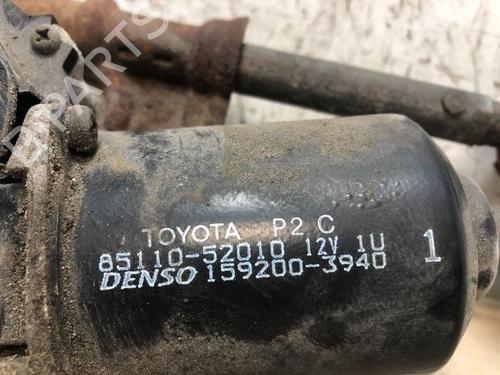 TOYOTA P2 C
85110-52010 12V 1U
DENSO 159200-3940
1